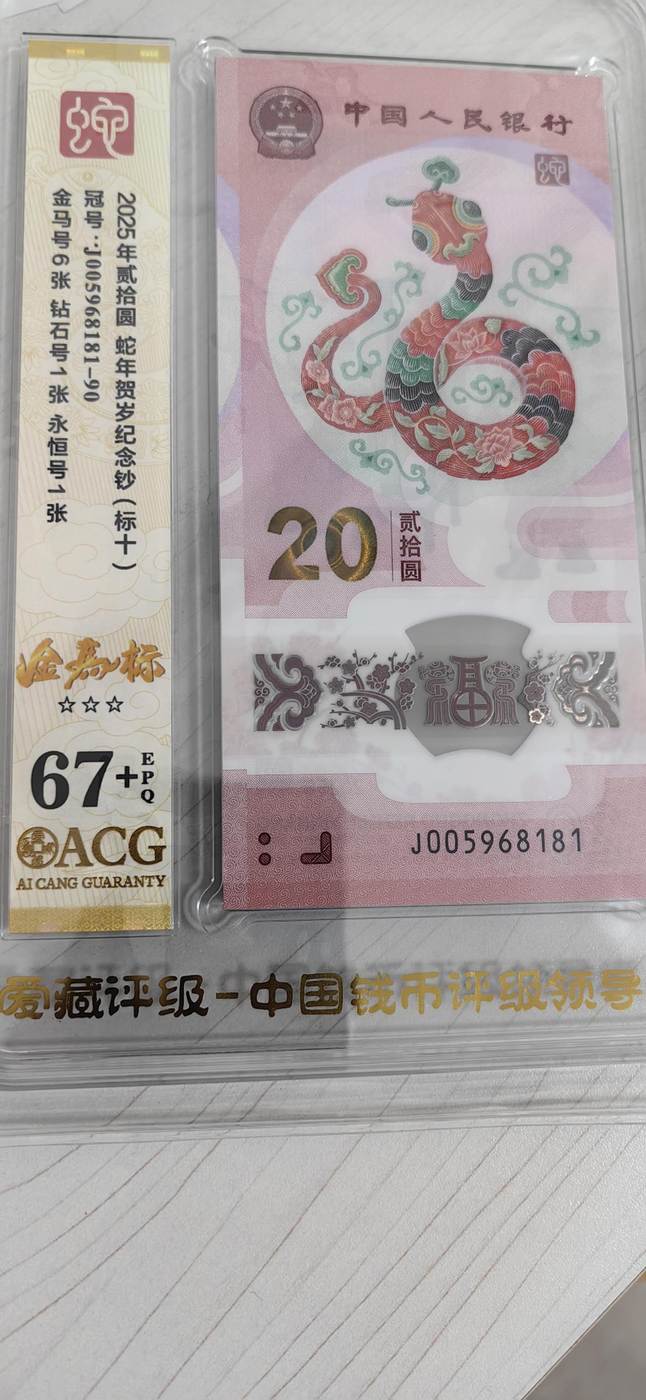 蛇
2025年贰拾圆 蛇年贺岁纪念钞(标十)
冠号:J005968181-90
金马号6张 钻石号1张 永恒号1张
金马标
☆☆☆
67+EPQ
ACG
AI CANG GUARANTY
中国人民银行
蛇
20
贰拾圆
福
J005968181
爱藏评级-中国钱币评级领导